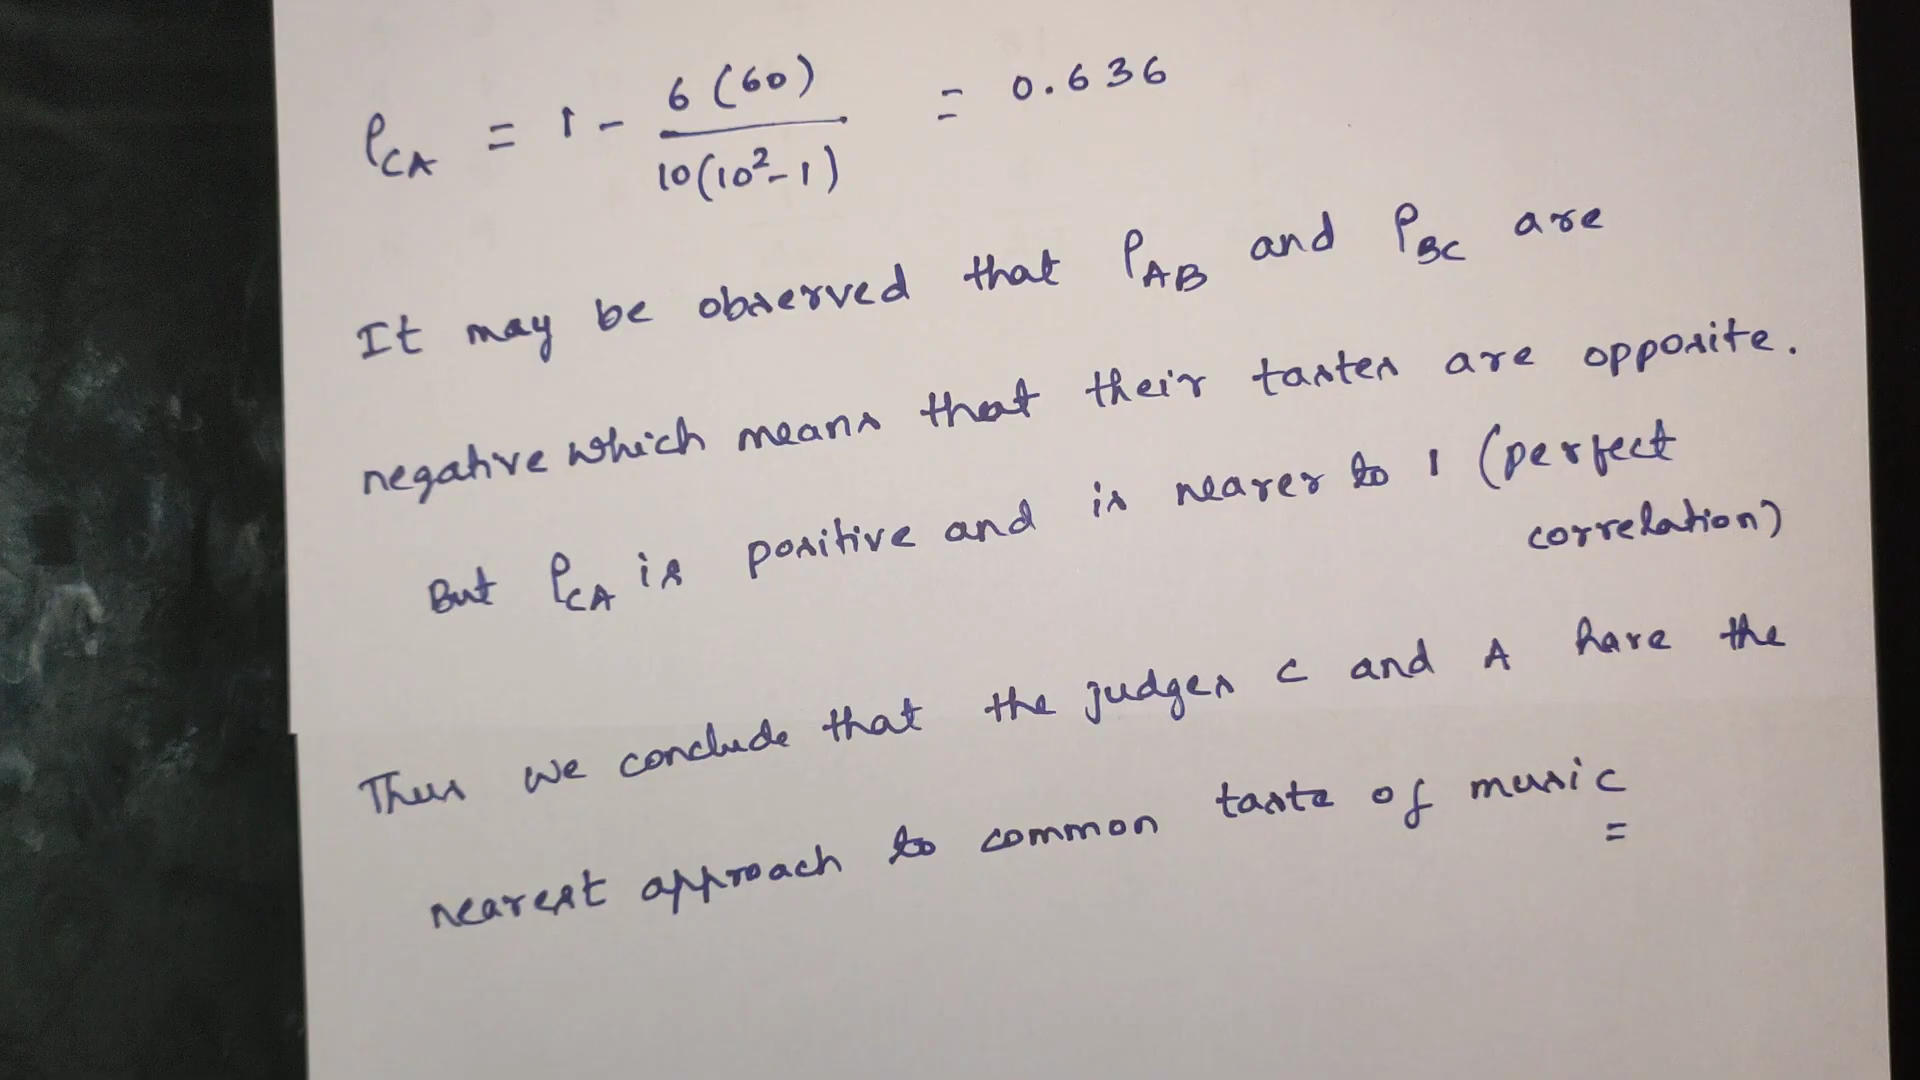 ρCA = 1 - 6(60) / 10(10²-1) = 0.636
It may be observed that ρAB and ρBC are
negative which means that their tastes are opposite.
But ρCA is positive and is nearer to 1 (perfect
correlation)
Thus we conclude that the judges C and A have the
nearest approach to common taste of music
=